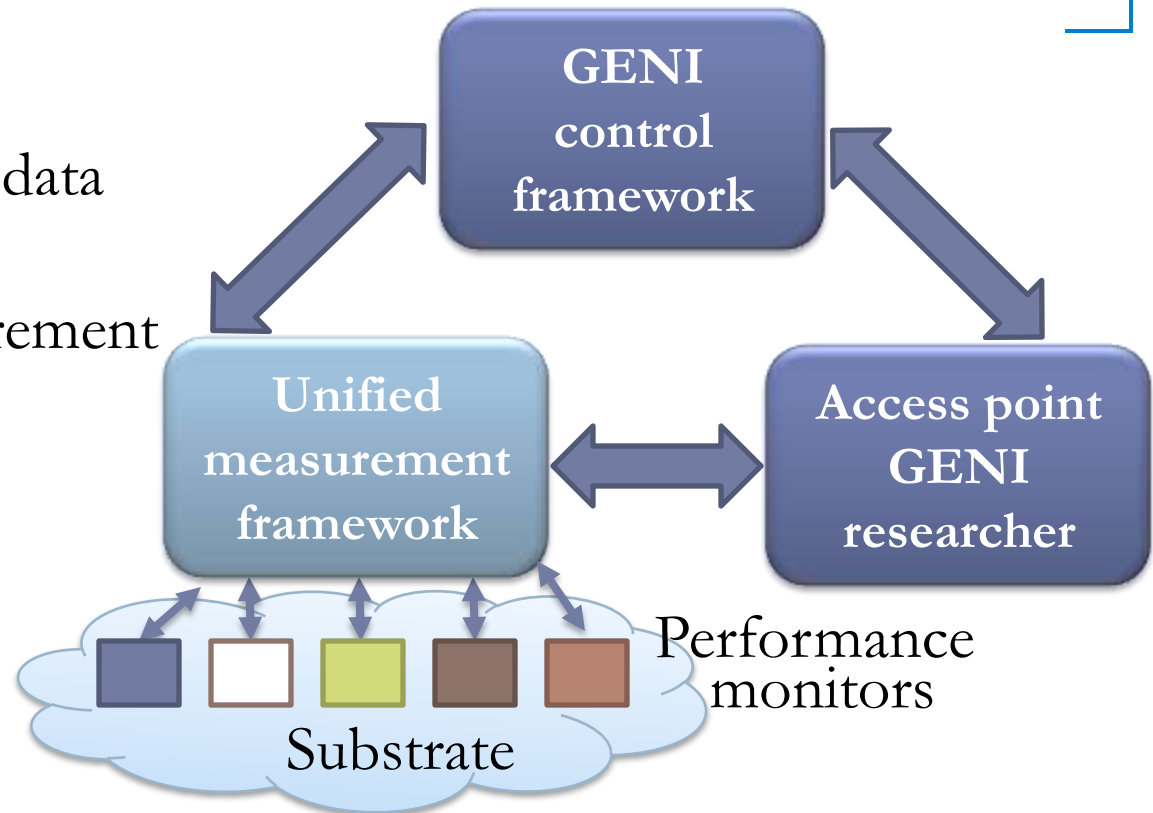 GENI
control
framework
data
rement
Unified
measurement
framework
Access point
GENI
researcher
Performance
monitors
Substrate